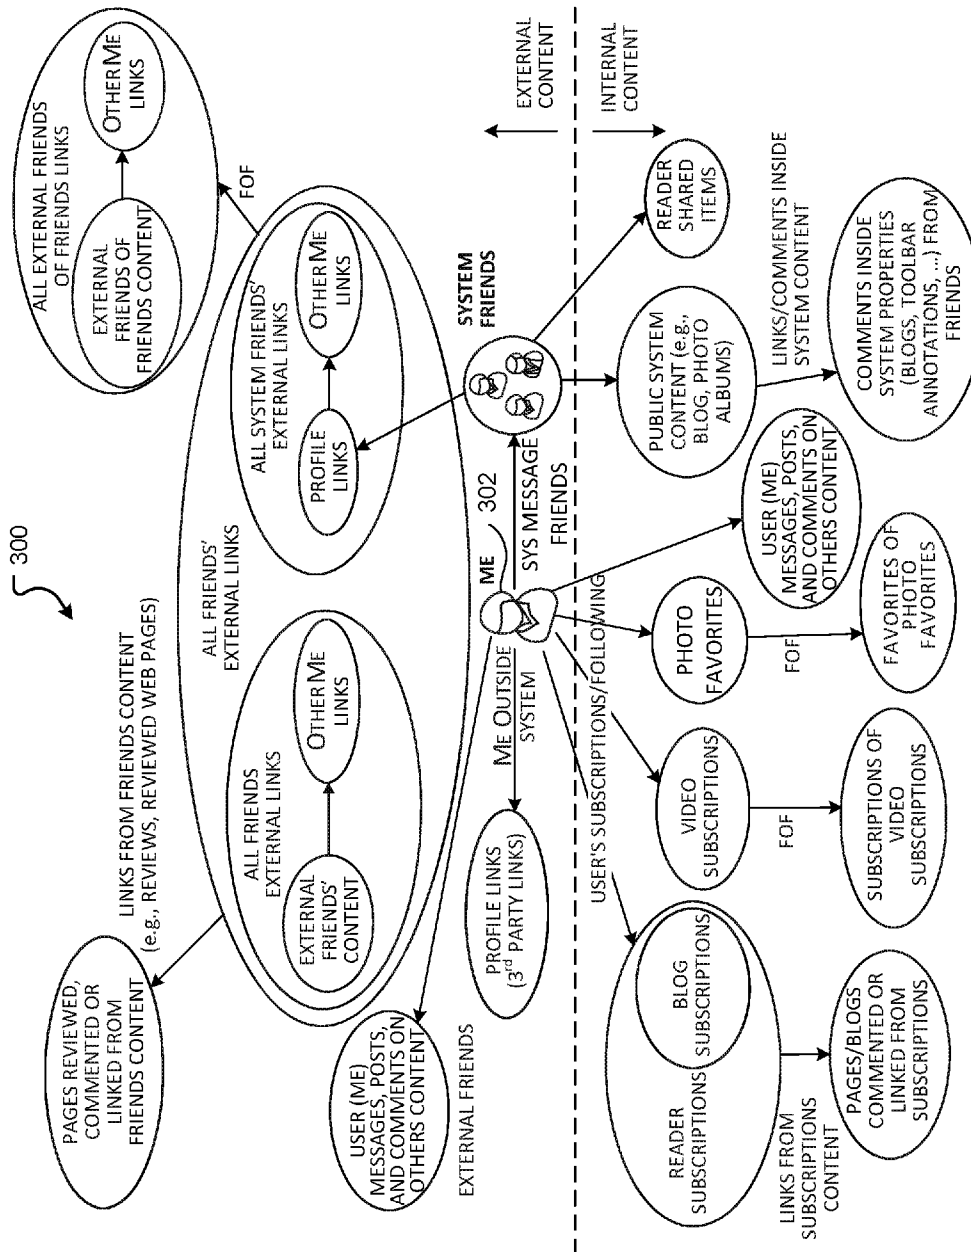 300
PAGES REVIEWED,
COMMENTED OR
LINKED FROM
FRIENDS CONTENT
LINKS FROM FRIENDS CONTENT
(e.g., REVIEWS, REVIEWED WEB PAGES)
ALL FRIENDS'
EXTERNAL LINKS
ALL FRIENDS
EXTERNAL LINKS
EXTERNAL
FRIENDS'
CONTENT
OTHER ME
LINKS
ALL SYSTEM FRIENDS'
EXTERNAL LINKS
PROFILE
LINKS
OTHER ME
LINKS
FOF
ALL EXTERNAL FRIENDS
OF FRIENDS LINKS
EXTERNAL
FRIENDS OF
FRIENDS CONTENT
OTHER ME
LINKS
USER (ME)
MESSAGES, POSTS,
AND COMMENTS ON
OTHERS CONTENT
EXTERNAL FRIENDS
PROFILE LINKS
(3rd PARTY LINKS)
ME OUTSIDE
SYSTEM
ME
302
SYS MESSAGE
FRIENDS
SYSTEM
FRIENDS
EXTERNAL
CONTENT
INTERNAL
CONTENT
USER'S SUBSCRIPTIONS/FOLLOWING
READER
SUBSCRIPTIONS
BLOG
SUBSCRIPTIONS
LINKS FROM
SUBSCRIPTIONS
CONTENT
PAGES/BLOGS
COMMENTED OR
LINKED FROM
SUBSCRIPTIONS
VIDEO
SUBSCRIPTIONS
FOF
SUBSCRIPTIONS OF
VIDEO
SUBSCRIPTIONS
PHOTO
FAVORITES
FOF
FAVORITES OF
PHOTO
FAVORITES
USER (ME)
MESSAGES, POSTS,
AND COMMENTS ON
OTHERS CONTENT
PUBLIC SYSTEM
CONTENT (e.g.,
BLOG, PHOTO
ALBUMS)
READER
SHARED
ITEMS
LINKS/COMMENTS INSIDE
SYSTEM CONTENT
COMMENTS INSIDE
SYSTEM PROPERTIES
(BLOGS, TOOLBAR
ANNOTATIONS, ...) FROM
FRIENDS